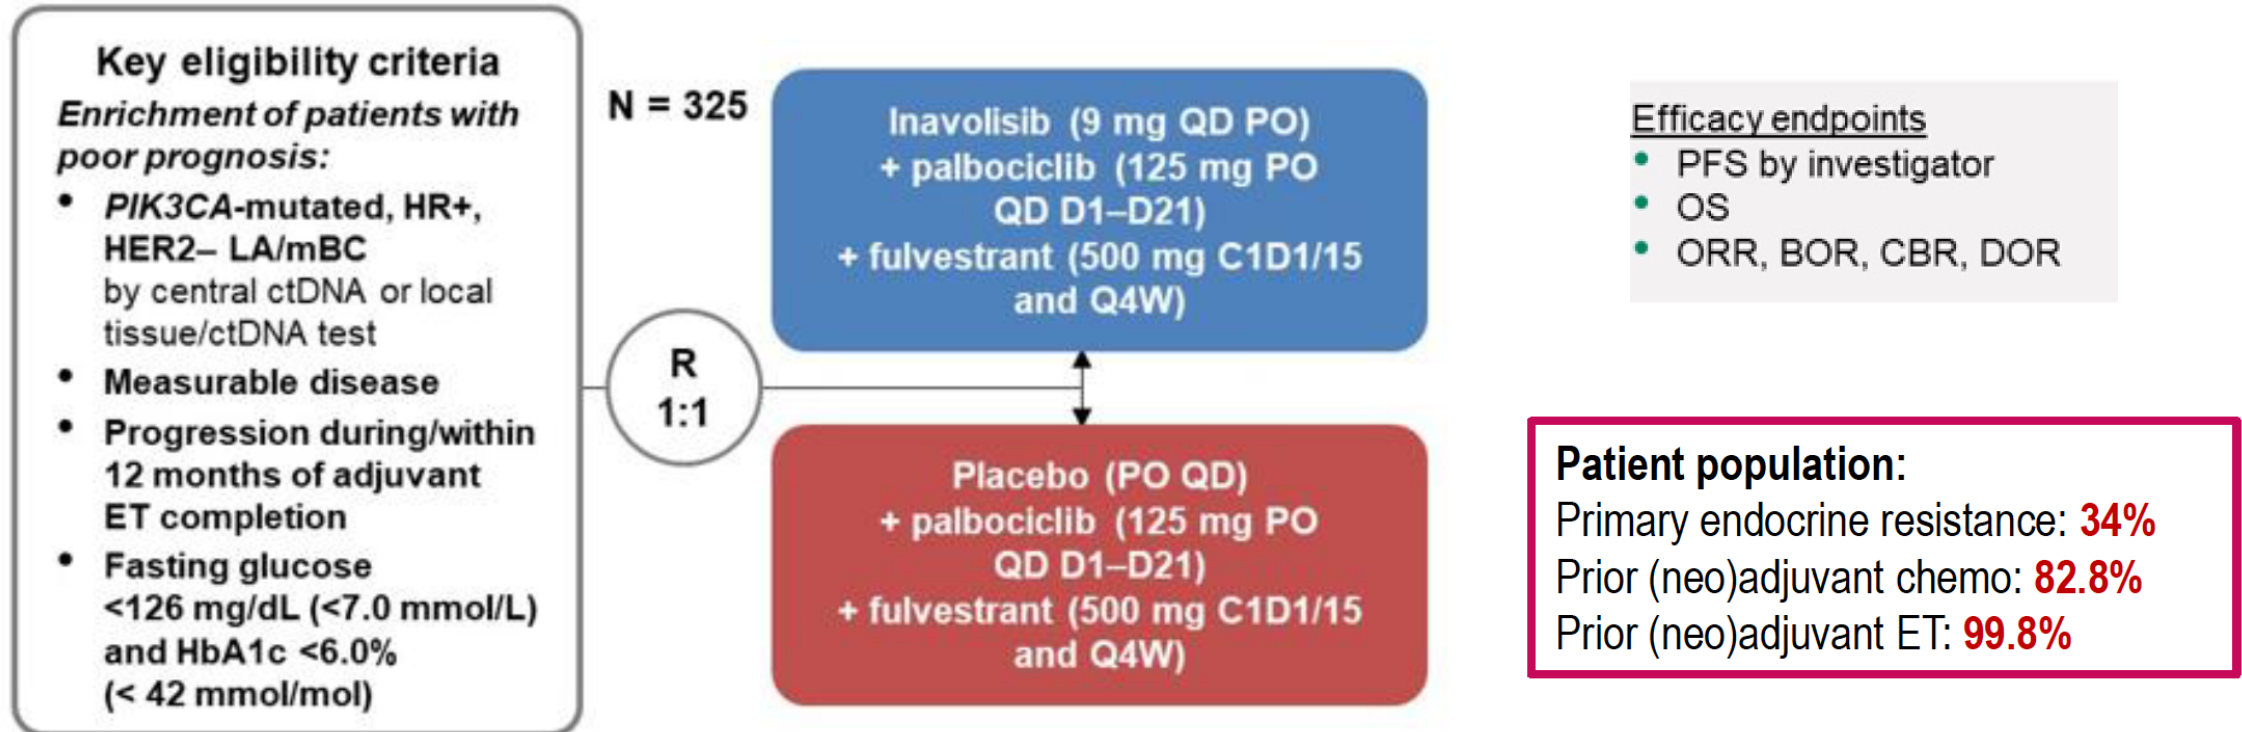 Key eligibility criteria
Enrichment of patients with
poor prognosis:
• PIK3CA-mutated, HR+,
HER2– LA/mBC
by central ctDNA or local
tissue/ctDNA test
• Measurable disease
• Progression during/within
12 months of adjuvant
ET completion
• Fasting glucose
<126 mg/dL (<7.0 mmol/L)
and HbA1c <6.0%
(< 42 mmol/mol)
N = 325
R
1:1
Inavolisib (9 mg QD PO)
+ palbociclib (125 mg PO
QD D1–D21)
+ fulvestrant (500 mg C1D1/15
and Q4W)
Placebo (PO QD)
+ palbociclib (125 mg PO
QD D1–D21)
+ fulvestrant (500 mg C1D1/15
and Q4W)
Efficacy endpoints
• PFS by investigator
• OS
• ORR, BOR, CBR, DOR
Patient population:
Primary endocrine resistance: 34%
Prior (neo)adjuvant chemo: 82.8%
Prior (neo)adjuvant ET: 99.8%